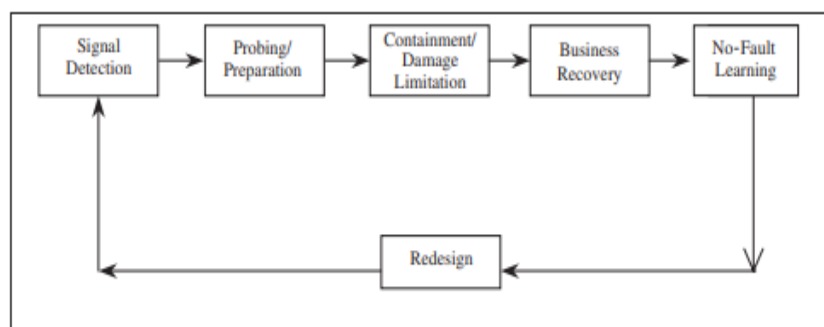 Signal
Detection
Probing/
Preparation
Containment/
Damage
Limitation
Business
Recovery
No-Fault
Learning
Redesign